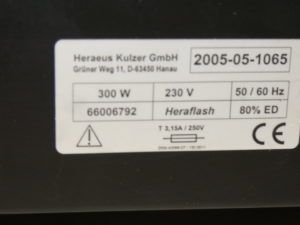 Heraeus Kulzer GmbH
Grüner Weg 11, D-63450 Hanau
2005-05-1065
300 W 230 V 50 / 60 Hz
66006792 Heraflash 80% ED
T 3,15A / 250V
CE